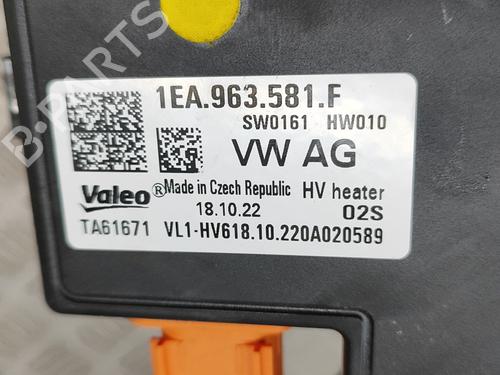 1EA.963.581.F
SW0161 HW010
VW AG
Valeo ® Made in Czech Republic HV heater
18.10.22 02S
TA61671 VL1-HV618.10.220A020589
B-PARTS